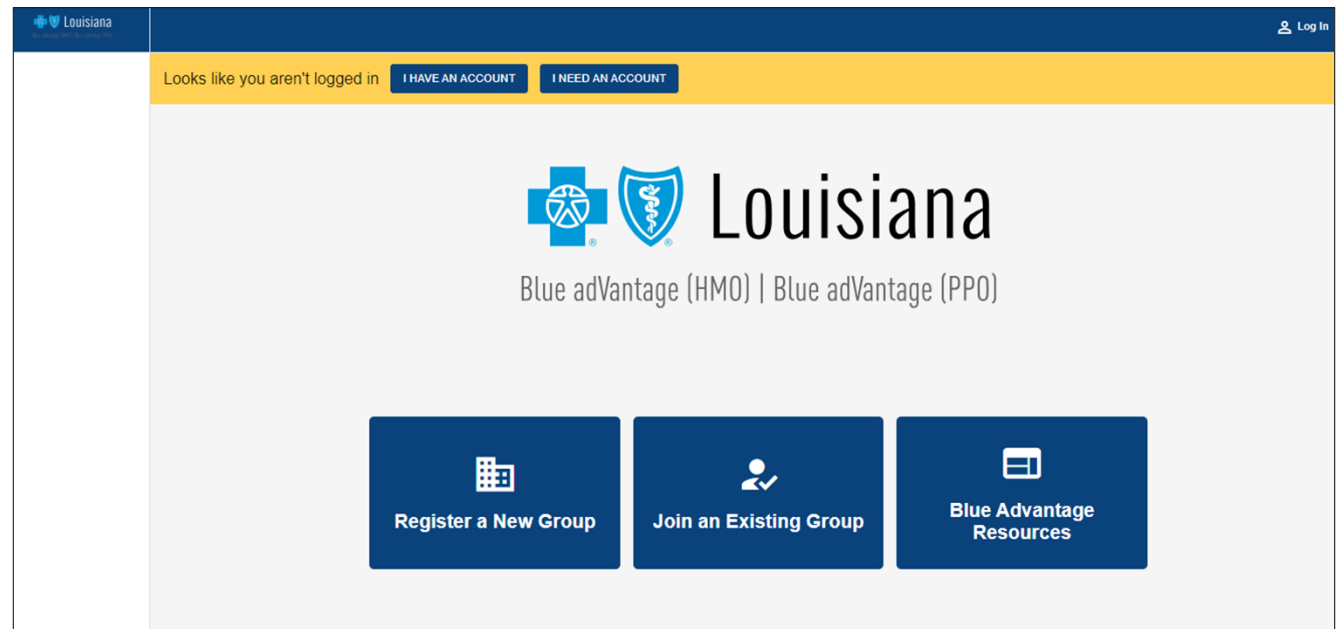 Louisiana
Log In
Looks like you aren't logged in
I HAVE AN ACCOUNT
I NEED AN ACCOUNT
Louisiana
Blue adVantage (HMO) | Blue adVantage (PPO)
Register a New Group
Join an Existing Group
Blue Advantage
Resources